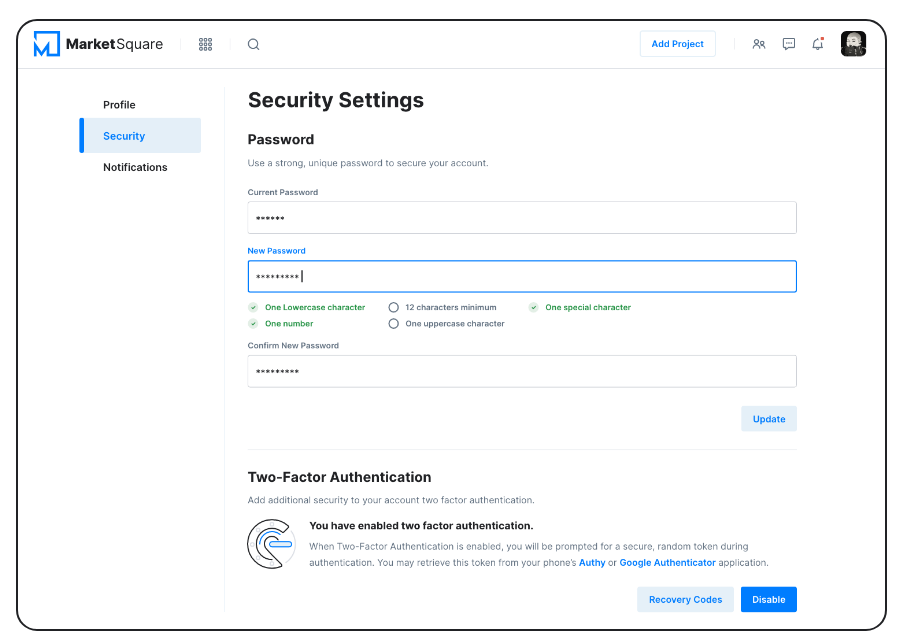 MarketSquare
Add Project
Profile
Security
Notifications
Security Settings
Password
Use a strong, unique password to secure your account.
Current Password
******
New Password
*********
One Lowercase character
12 characters minimum
One special character
One number
One uppercase character
Confirm New Password
*********
Update
Two-Factor Authentication
Add additional security to your account two factor authentication.
You have enabled two factor authentication.
When Two-Factor Authentication is enabled, you will be prompted for a secure, random token during
authentication. You may retrieve this token from your phone's Authy or Google Authenticator application.
Recovery Codes
Disable